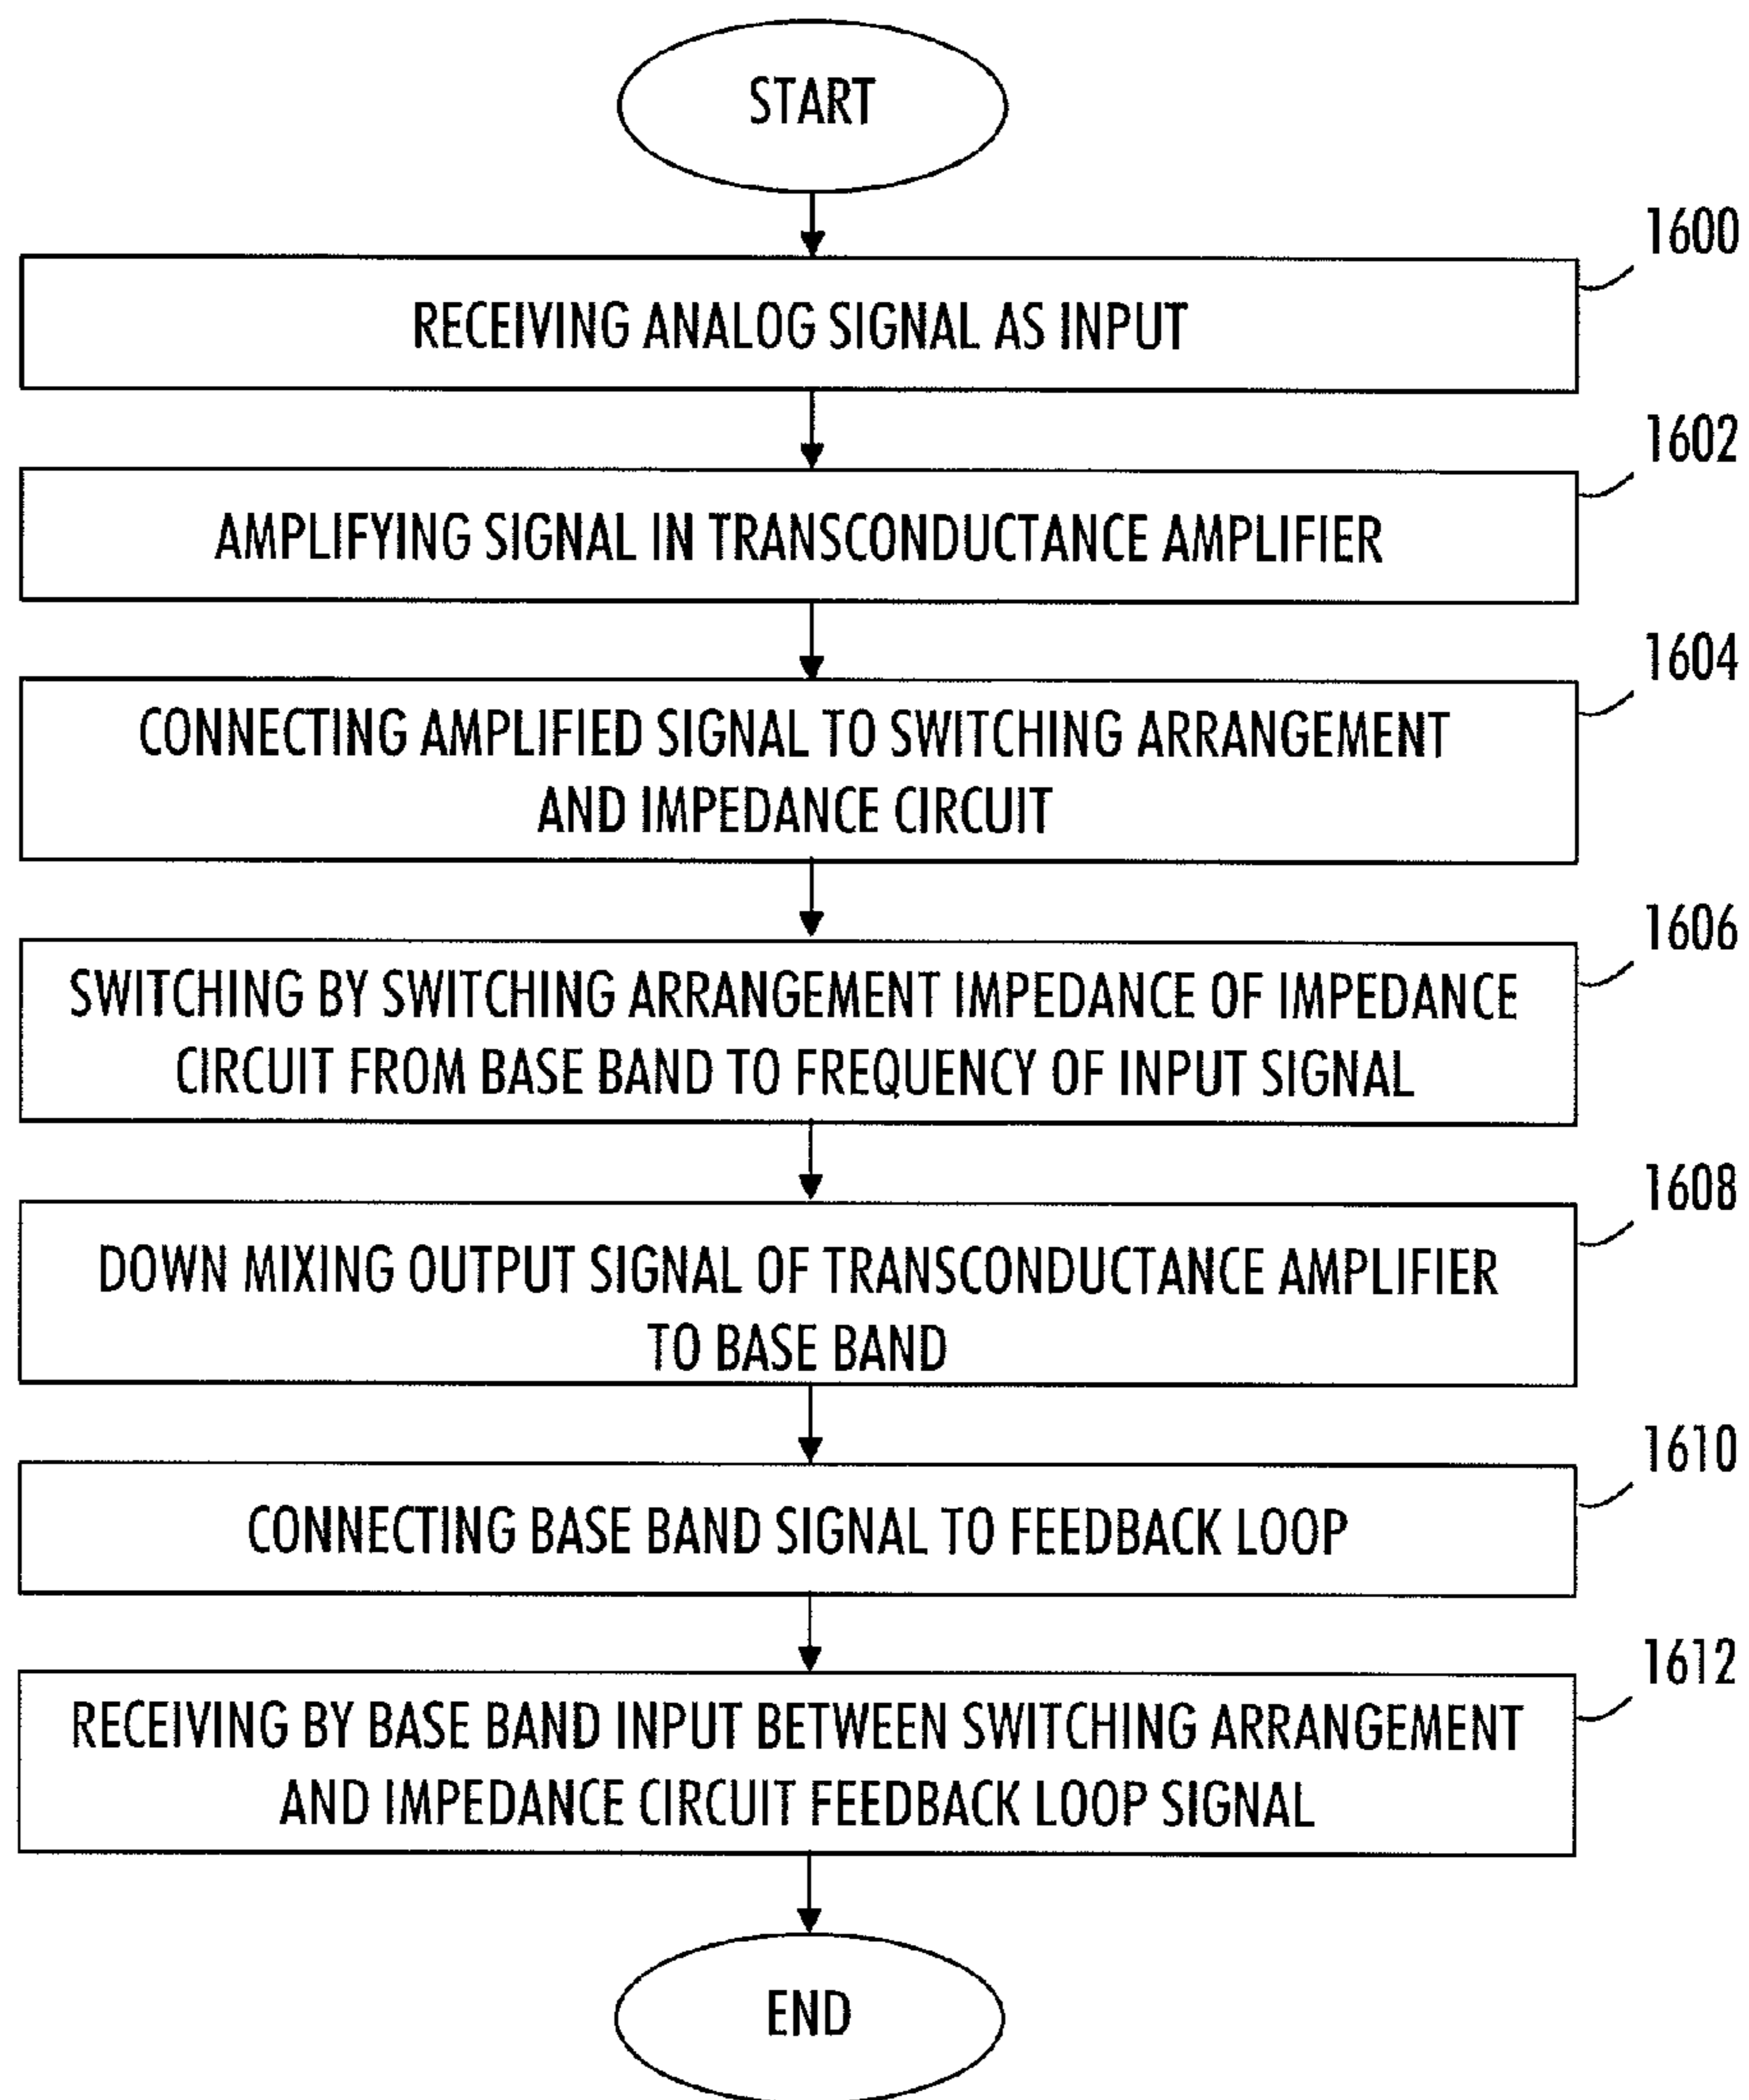 START
1600
RECEIVING ANALOG SIGNAL AS INPUT
1602
AMPLIFYING SIGNAL IN TRANSCONDUCTANCE AMPLIFIER
1604
CONNECTING AMPLIFIED SIGNAL TO SWITCHING ARRANGEMENT
AND IMPEDANCE CIRCUIT
1606
SWITCHING BY SWITCHING ARRANGEMENT IMPEDANCE OF IMPEDANCE
CIRCUIT FROM BASE BAND TO FREQUENCY OF INPUT SIGNAL
1608
DOWN MIXING OUTPUT SIGNAL OF TRANSCONDUCTANCE AMPLIFIER
TO BASE BAND
1610
CONNECTING BASE BAND SIGNAL TO FEEDBACK LOOP
1612
RECEIVING BY BASE BAND INPUT BETWEEN SWITCHING ARRANGEMENT
AND IMPEDANCE CIRCUIT FEEDBACK LOOP SIGNAL
END